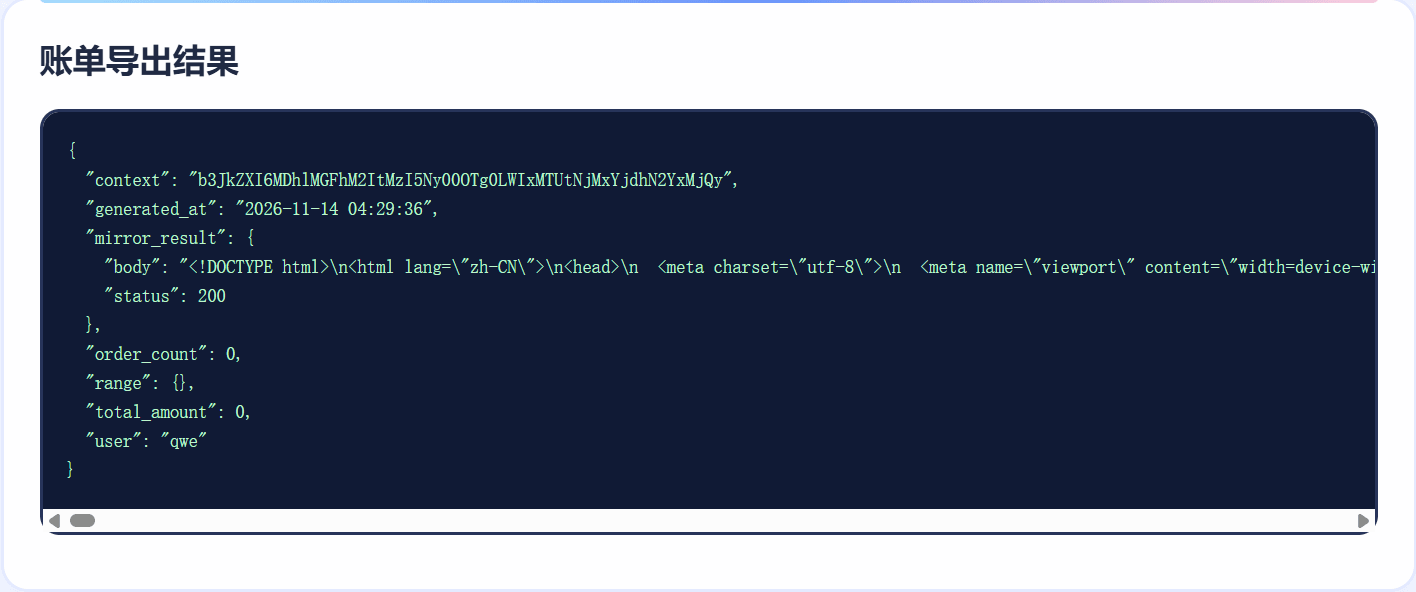 账单导出结果
{
  "context": "b3JkZXI6MDhlMGFhM2ItMzI5Ny00OTg0LWIxMTUtNjMxYjdhN2YxMjQy",
  "generated_at": "2026-11-14 04:29:36",
  "mirror_result": {
    "body": "<!DOCTYPE html>\n<html lang=\"zh-CN\">\n<head>\n  <meta charset=\"utf-8\">\n  <meta name=\"viewport\" content=\"width=device-wi
    "status": 200
  },
  "order_count": 0,
  "range": {},
  "total_amount": 0,
  "user": "qwe"
}